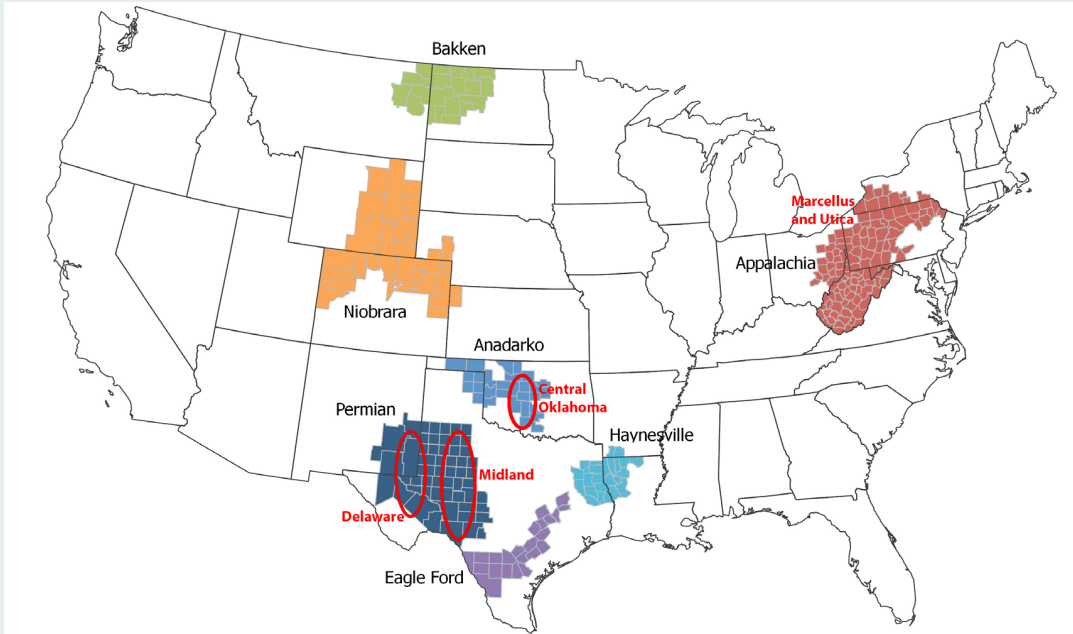 Bakken
Marcellus
and Utica
Appalachia
Niobrara
Anadarko
Central
Oklahoma
Permian
Haynesville
Midland
Delaware
Eagle Ford